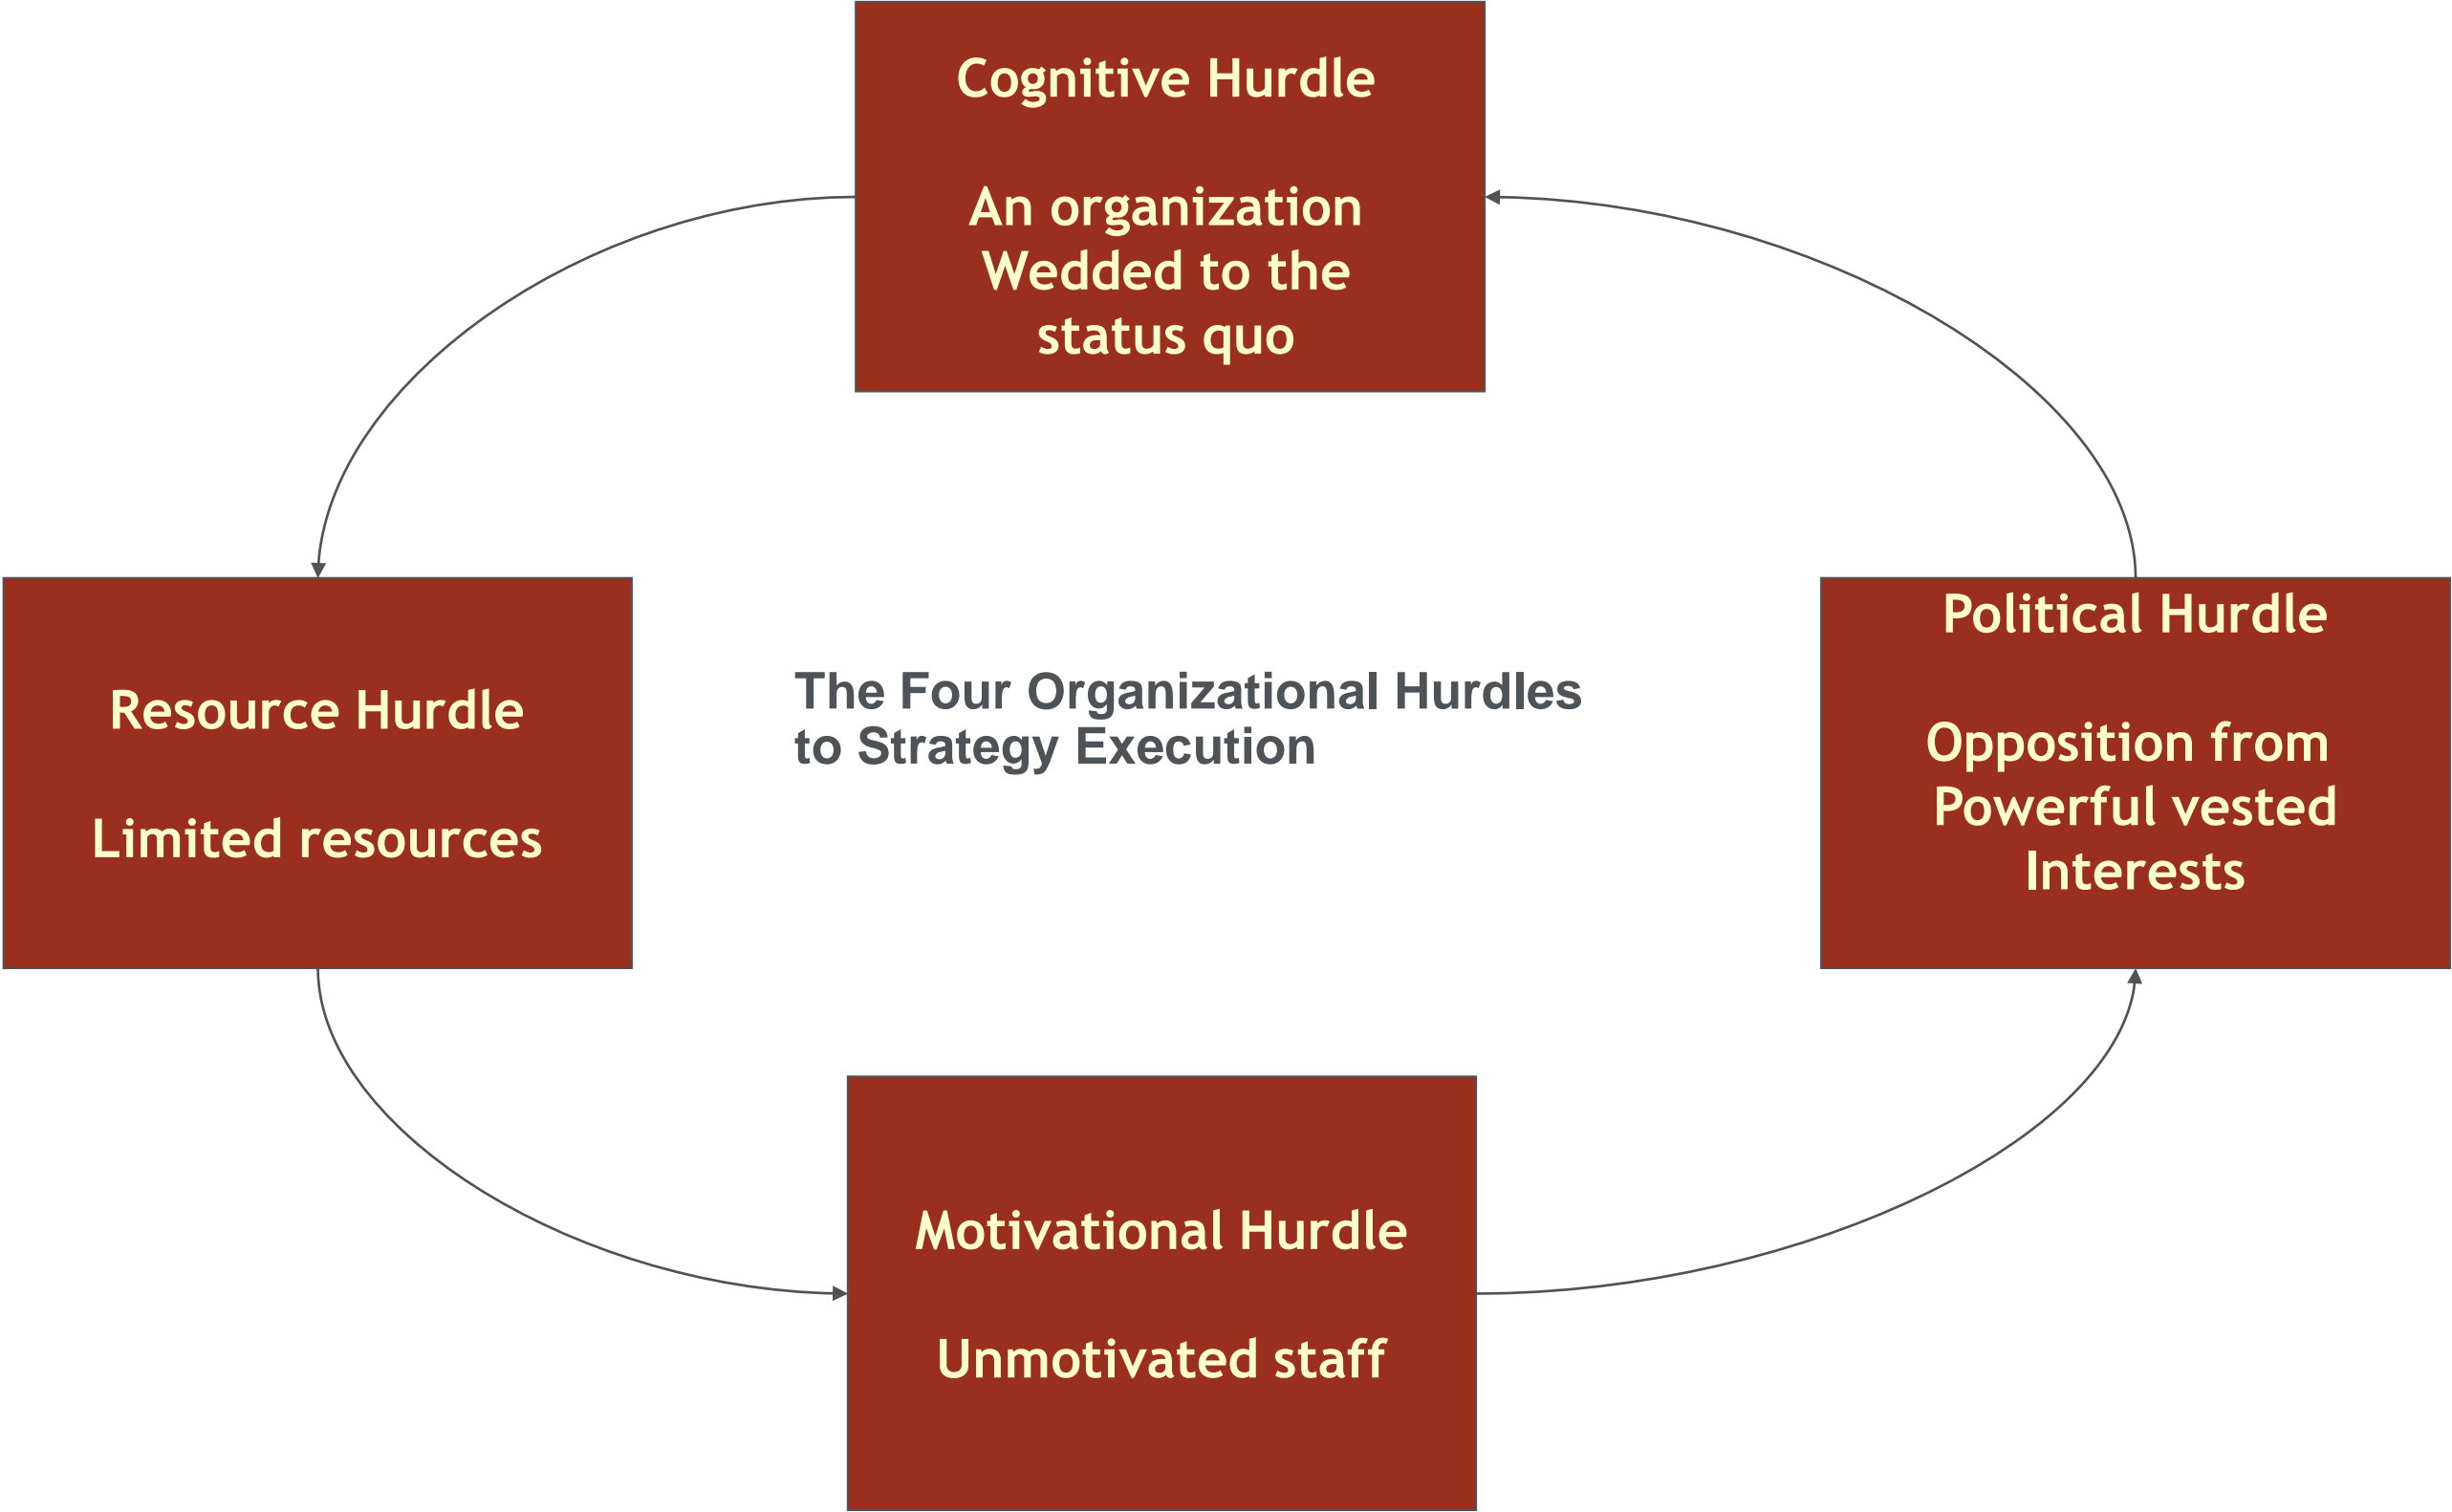 Cognitive Hurdle
An organization
Wedded to the
status quo
Resource Hurdle
Limited resources
The Four Organizational Hurdles
to Strategy Execution
Political Hurdle
Opposition from
Powerful vested
Interests
Motivational Hurdle
Unmotivated staff